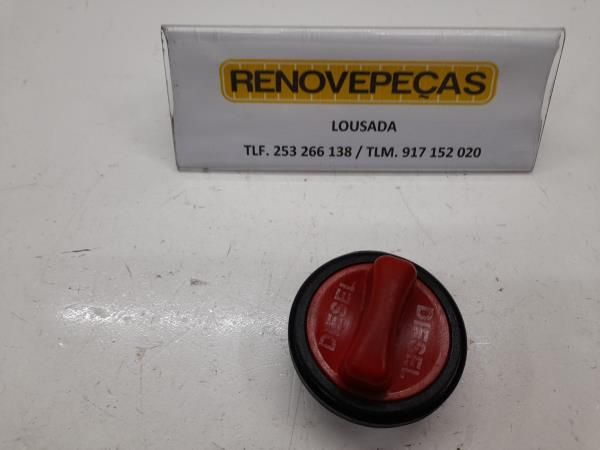 RENOVEPEÇAS
LOUSADA
TLF. 253 266 138 / TLM. 917 152 020
DIESEL
DIESEL